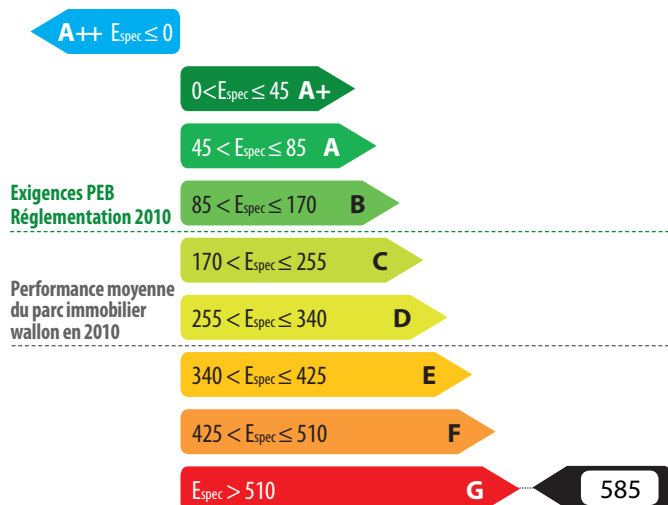 A++ Espec ≤ 0
0<Espec ≤ 45 A+
45 < Espec ≤ 85 A
Exigences PEB
Réglementation 2010
85 < Espec ≤ 170 B
170 < Espec ≤ 255 C
Performance moyenne
du parc immobilier
wallon en 2010
255 < Espec ≤ 340 D
340 < Espec ≤ 425 E
425 < Espec ≤ 510 F
Espec > 510 G 585